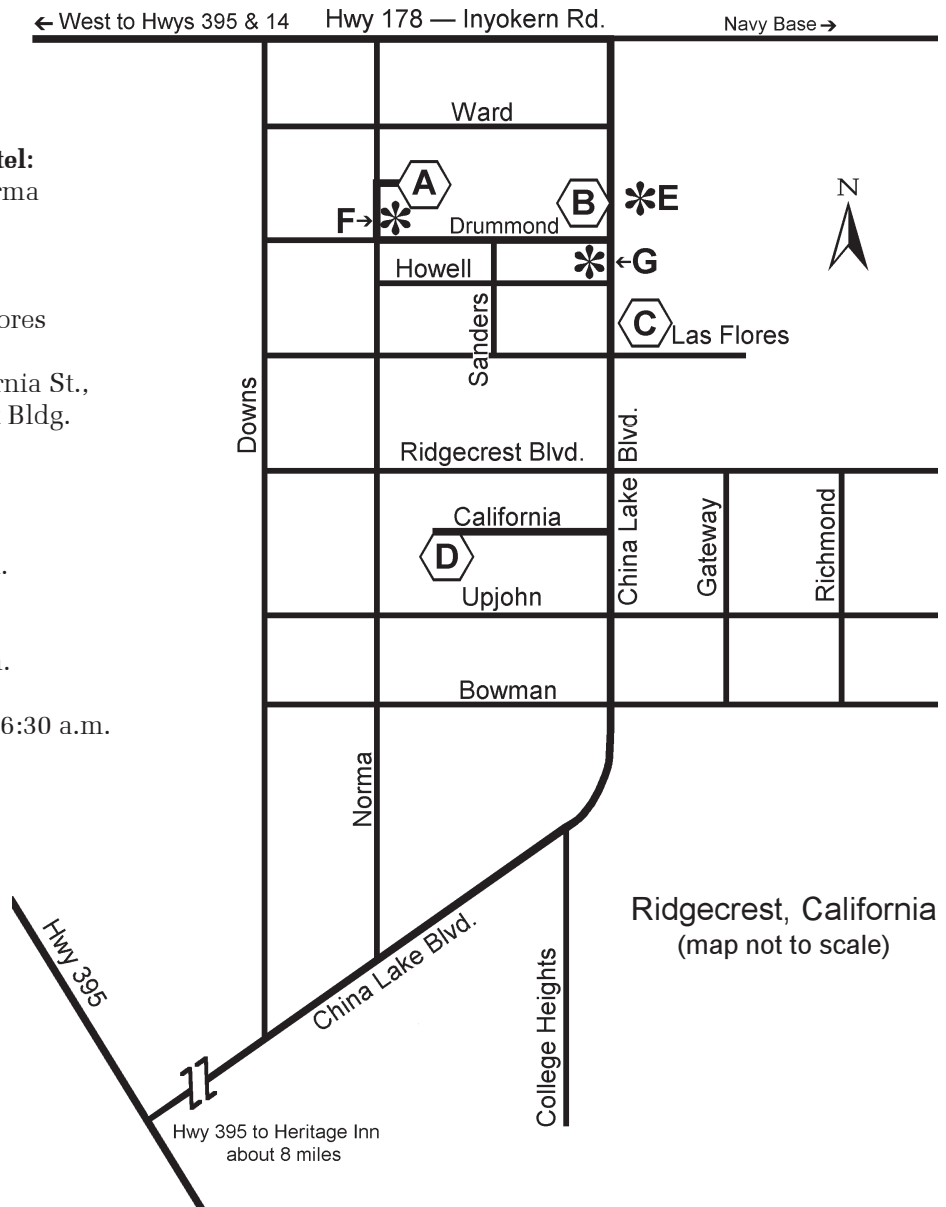 ← West to Hwys 395 & 14 Hwy 178 — Inyokern Rd. Navy Base →
Ward
tel:
rma
A
B
*E
F→*
Drummond
N
*←G
Howell
ores
C
Las Flores
Sanders
rnia St.,
Bldg.
Downs
Ridgecrest Blvd.
China Lake Blvd.
Gateway
Richmond
California
D
.
Upjohn
.
Bowman
6:30 a.m.
Norma
Ridgecrest, California
(map not to scale)
Hwy 395
China Lake Blvd.
College Heights
Hwy 395 to Heritage Inn
about 8 miles